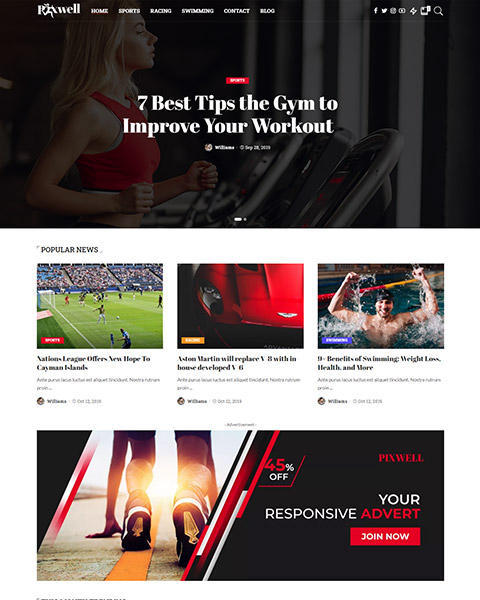 Pixwell
HOME SPORTS RACING SWIMMING CONTACT BLOG
SPORTS
7 Best Tips the Gym to
Improve Your Workout
Williams - Sep 28, 2019
POPULAR NEWS
SPORTS
Nations League Offers New Hope To
Cayman Islands
Ante purus lacus luctus est aliquet tincidunt. Nostra rutrum
proin ...
Williams - Oct 12, 2019
RACING
Aston Martin will replace V-8 with in
house developed V-6
Ante purus lacus luctus est aliquet tincidunt. Nostra rutrum
proin ...
Williams - Oct 12, 2019
SWIMMING
9+ Benefits of Swimming: Weight Loss,
Health, and More
Ante purus lacus luctus est aliquet tincidunt. Nostra rutrum
proin ...
Williams - Oct 12, 2019
- Advertisement -
45%
OFF
PIXWELL
YOUR
RESPONSIVE ADVERT
JOIN NOW